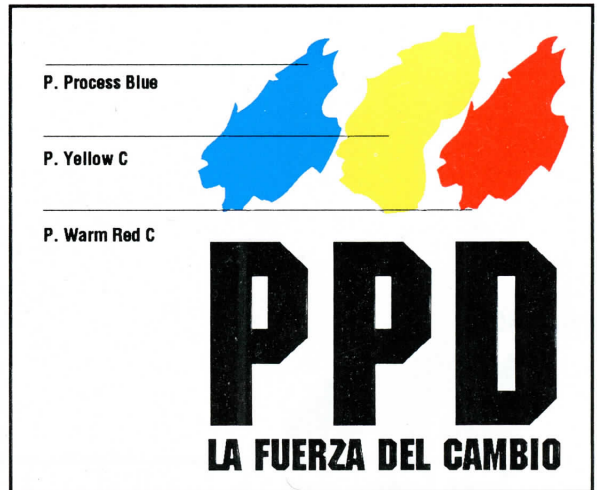 P. Process Blue
P. Yellow C
P. Warm Red C
PPD
LA FUERZA DEL CAMBIO